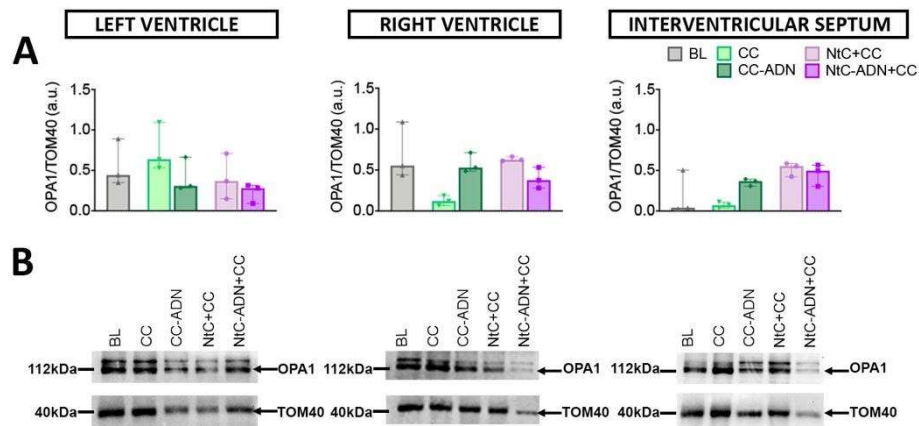 LEFT VENTRICLE
RIGHT VENTRICLE
INTERVENTRICULAR SEPTUM
A
BL
CC
NtC+CC
CC-ADN
NtC-ADN+CC
OPA1/TOM40 (a.u.)
1.5
1.0
0.5
0.0
OPA1/TOM40 (a.u.)
1.5
1.0
0.5
0.0
OPA1/TOM40 (a.u.)
1.5
1.0
0.5
0.0
B
BL
CC
CC-ADN
NtC+CC
NtC-ADN+CC
BL
CC
CC-ADN
NtC+CC
NtC-ADN+CC
BL
CC
CC-ADN
NtC+CC
NtC-ADN+CC
112kDa
OPA1
112kDa
OPA1
112kDa
OPA1
40kDa
TOM40
40kDa
TOM40
40kDa
TOM40